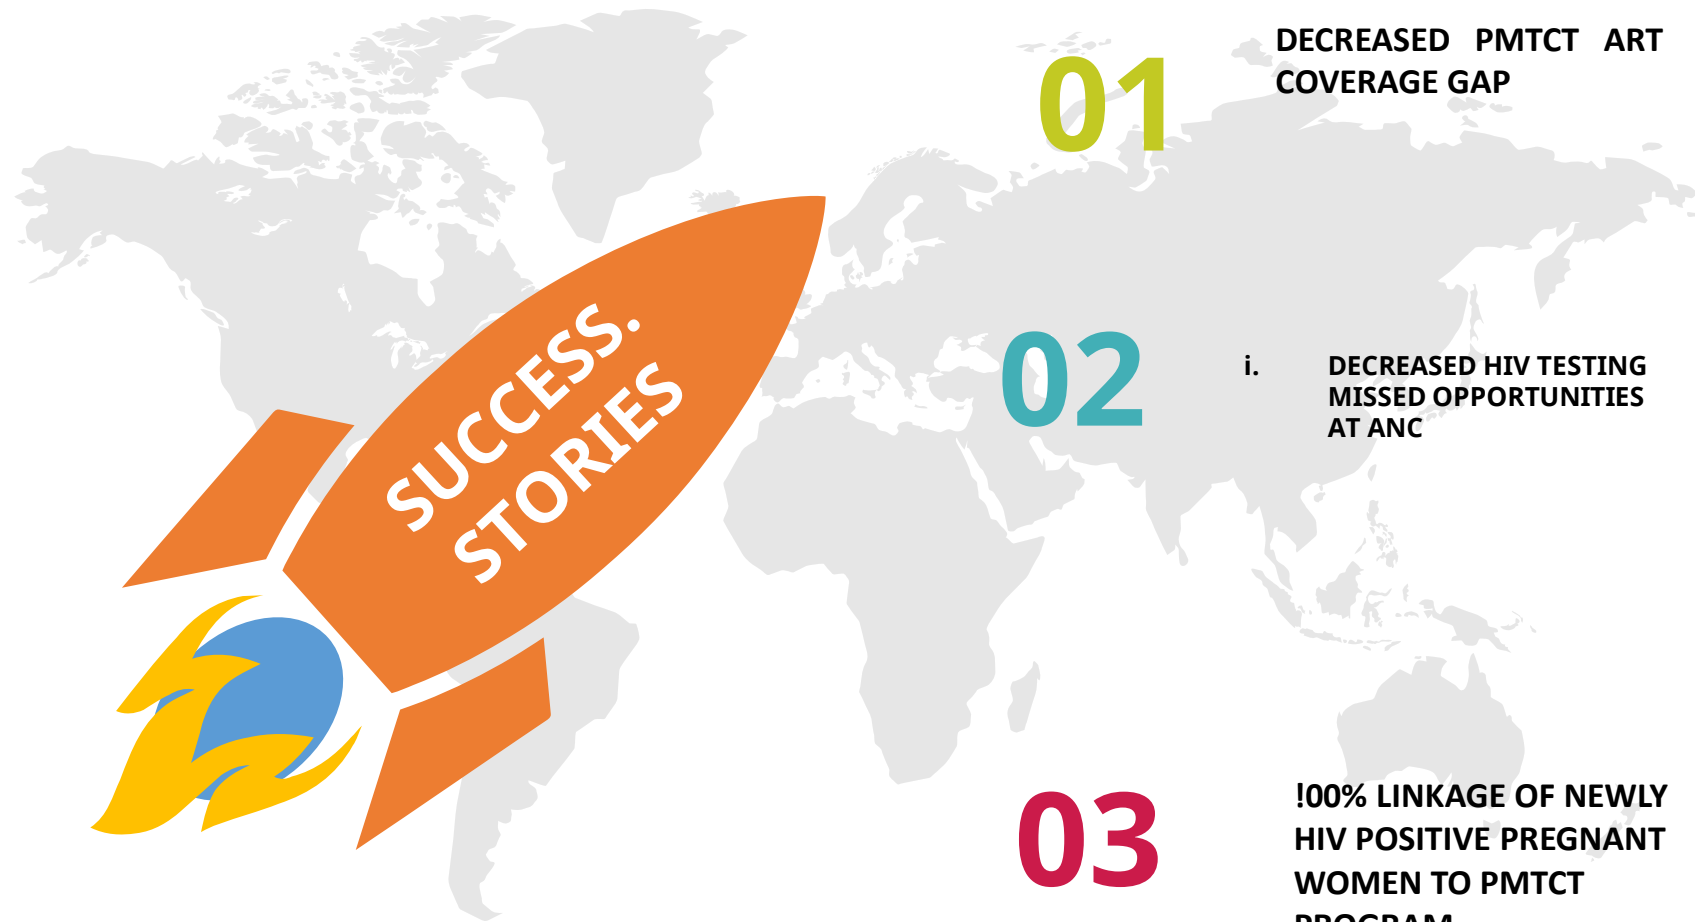 SUCCESS.
STORIES
01
DECREASED PMTCT ART
COVERAGE GAP
02
i. DECREASED HIV TESTING
MISSED OPPORTUNITIES
AT ANC
03
!00% LINKAGE OF NEWLY
HIV POSITIVE PREGNANT
WOMEN TO PMTCT
PROGRAM